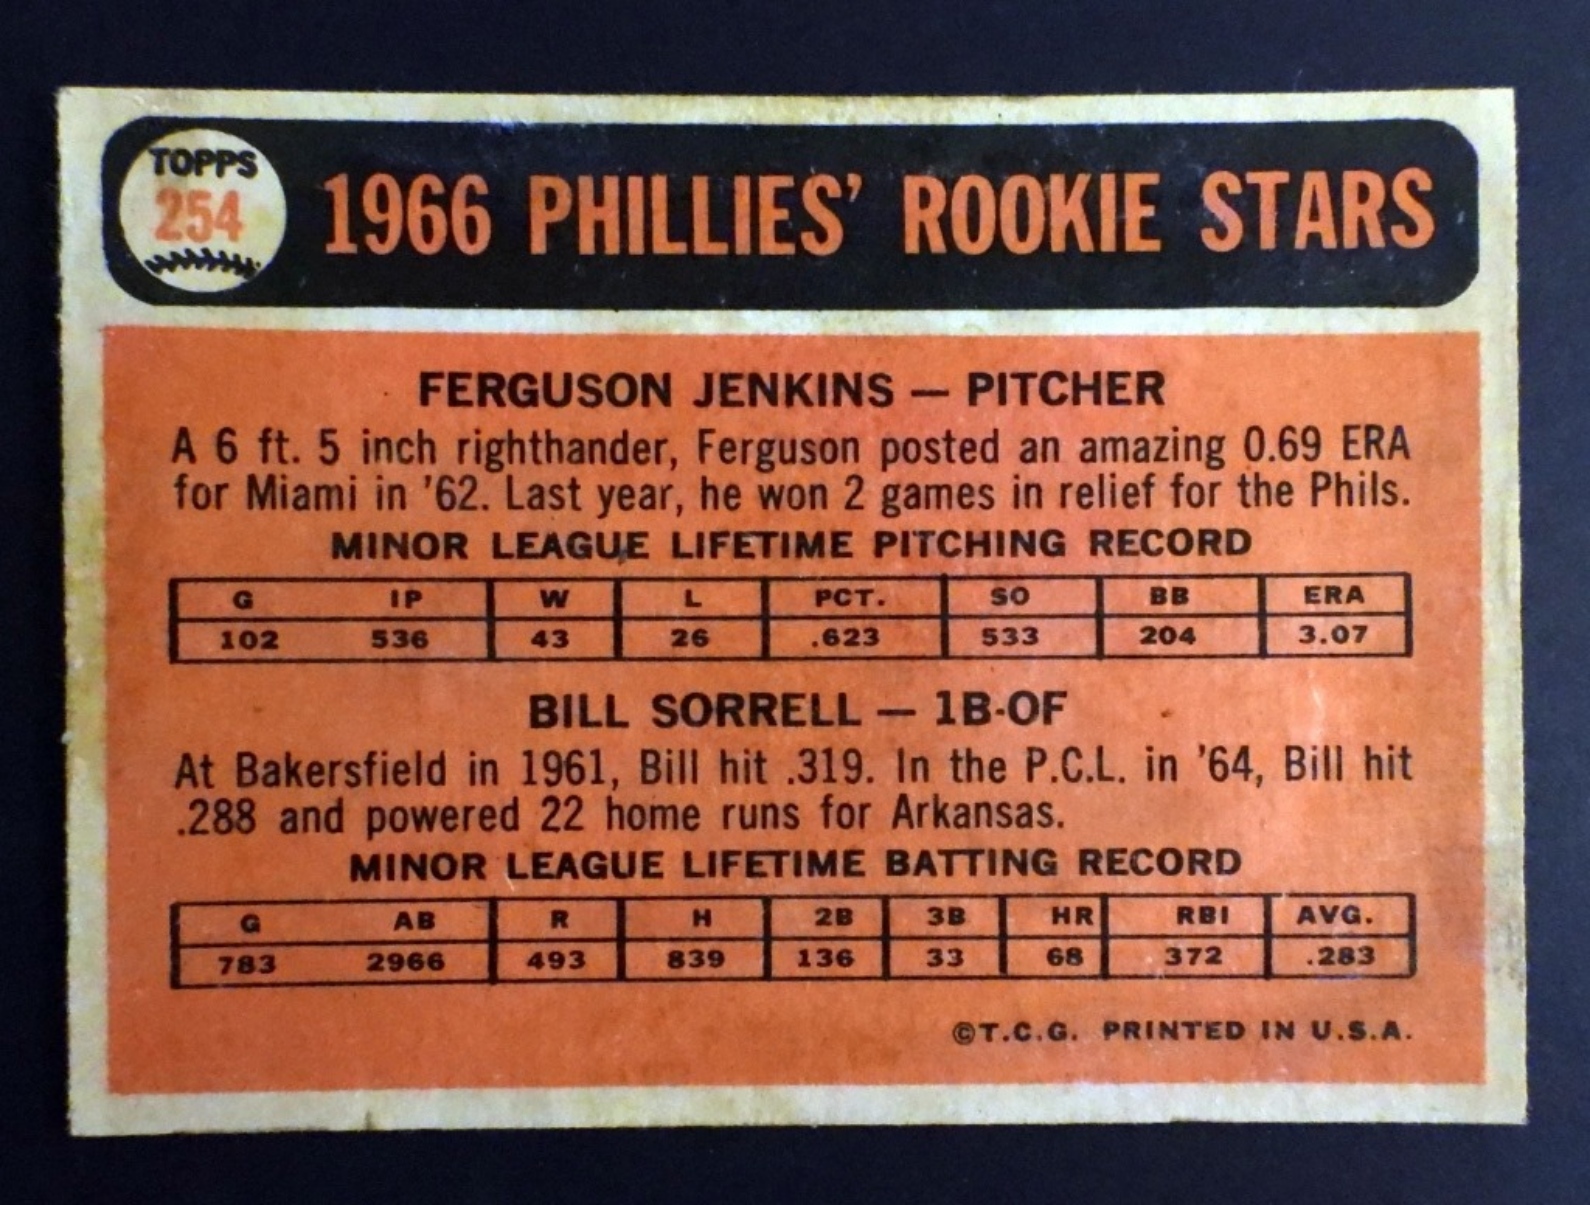 TOPPS
254
1966 PHILLIES' ROOKIE STARS
FERGUSON JENKINS — PITCHER
A 6 ft. 5 inch righthander, Ferguson posted an amazing 0.69 ERA
for Miami in '62. Last year, he won 2 games in relief for the Phils.
MINOR LEAGUE LIFETIME PITCHING RECORD
G IP W L PCT. SO BB ERA
102 536 43 26 .623 533 204 3.07
BILL SORRELL — 1B-OF
At Bakersfield in 1961, Bill hit .319. In the P.C.L. in '64, Bill hit
.288 and powered 22 home runs for Arkansas.
MINOR LEAGUE LIFETIME BATTING RECORD
G AB R H 2B 3B HR RBI AVG.
783 2966 493 839 136 33 68 372 .283
©T.C.G. PRINTED IN U.S.A.